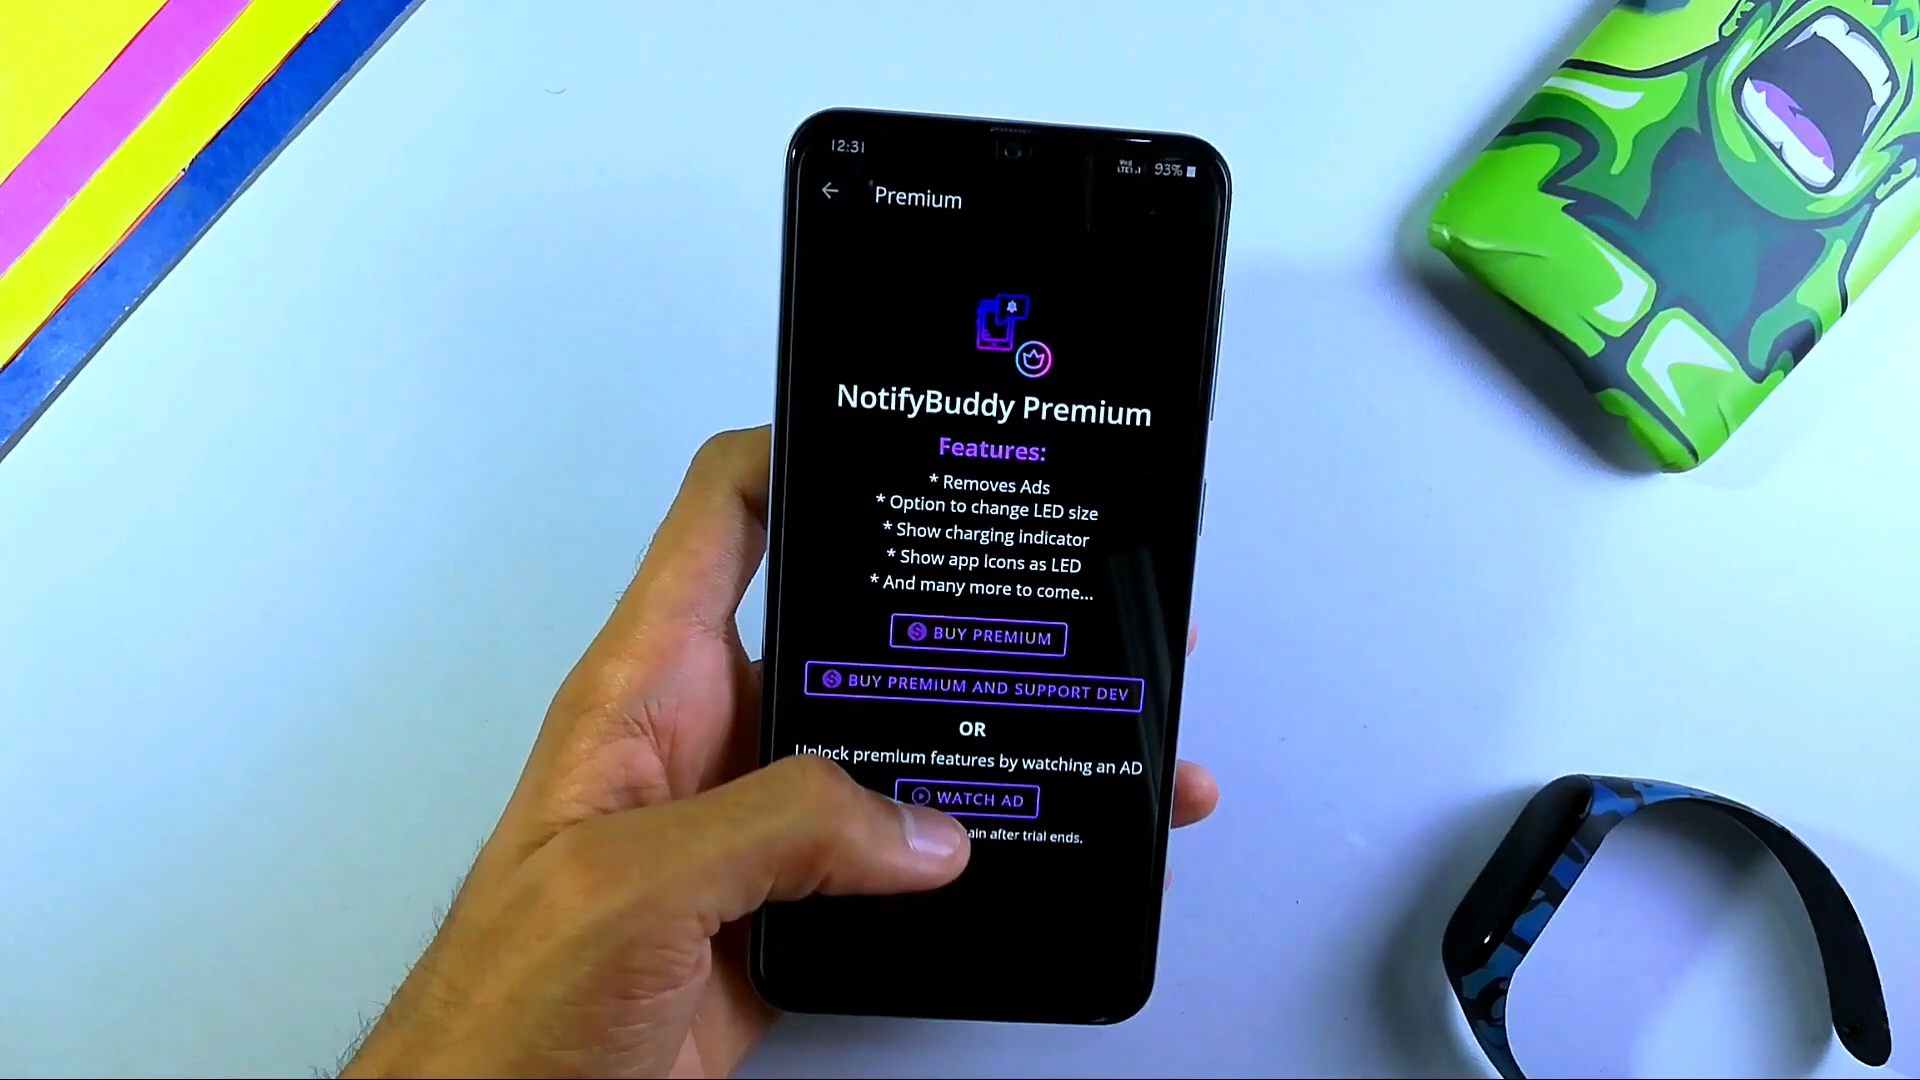 12:31
93%
Premium
NotifyBuddy Premium
Features:
* Removes Ads
* Option to change LED size
* Show charging indicator
* Show app icons as LED
* And many more to come...
BUY PREMIUM
BUY PREMIUM AND SUPPORT DEV
OR
Unlock premium features by watching an AD
WATCH AD
after trial ends.